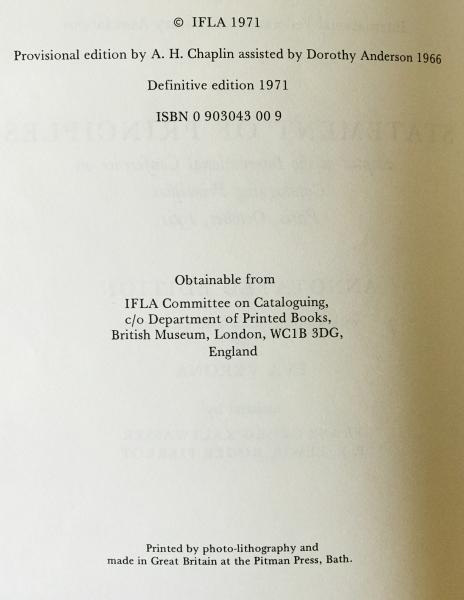 © IFLA 1971
Provisional edition by A. H. Chaplin assisted by Dorothy Anderson 1966
Definitive edition 1971
ISBN 0 903043 00 9
Obtainable from
IFLA Committee on Cataloguing,
c/o Department of Printed Books,
British Museum, London, WC1B 3DG,
England
Printed by photo-lithography and
made in Great Britain at the Pitman Press, Bath.